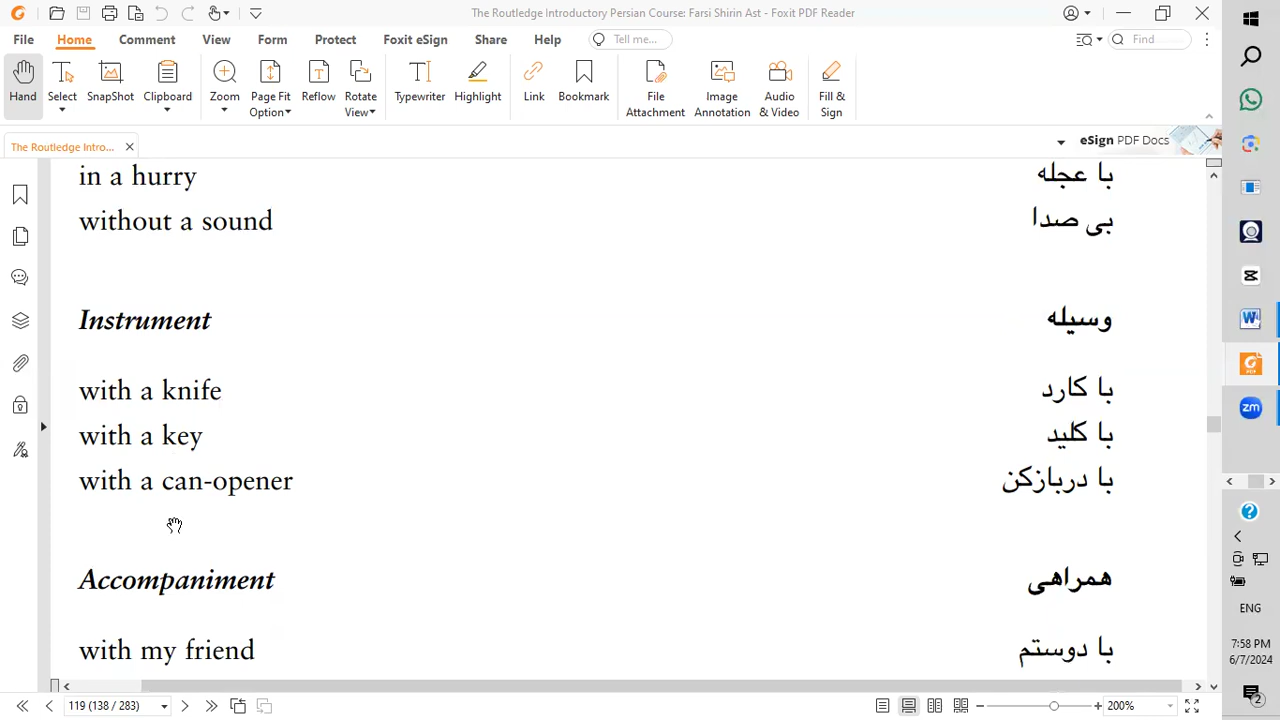 The Routledge Introductory Persian Course: Farsi Shirin Ast - Foxit PDF Reader
File Home Comment View Form Protect Foxit eSign Share Help Tell me... Find
Hand Select SnapShot Clipboard Zoom Page Fit Option Reflow Rotate View Typewriter Highlight Link Bookmark File Attachment Image Annotation Audio & Video Fill & Sign
The Routledge Intro... eSign PDF Docs
in a hurry با عجله
without a sound بی صدا
Instrument وسیله
with a knife با کارد
with a key با کلید
with a can-opener با دربازکن
Accompaniment همراهی
with my friend با دوستم
119 (138 / 283) 200%
zm
ENG
7:58 PM
6/7/2024
2